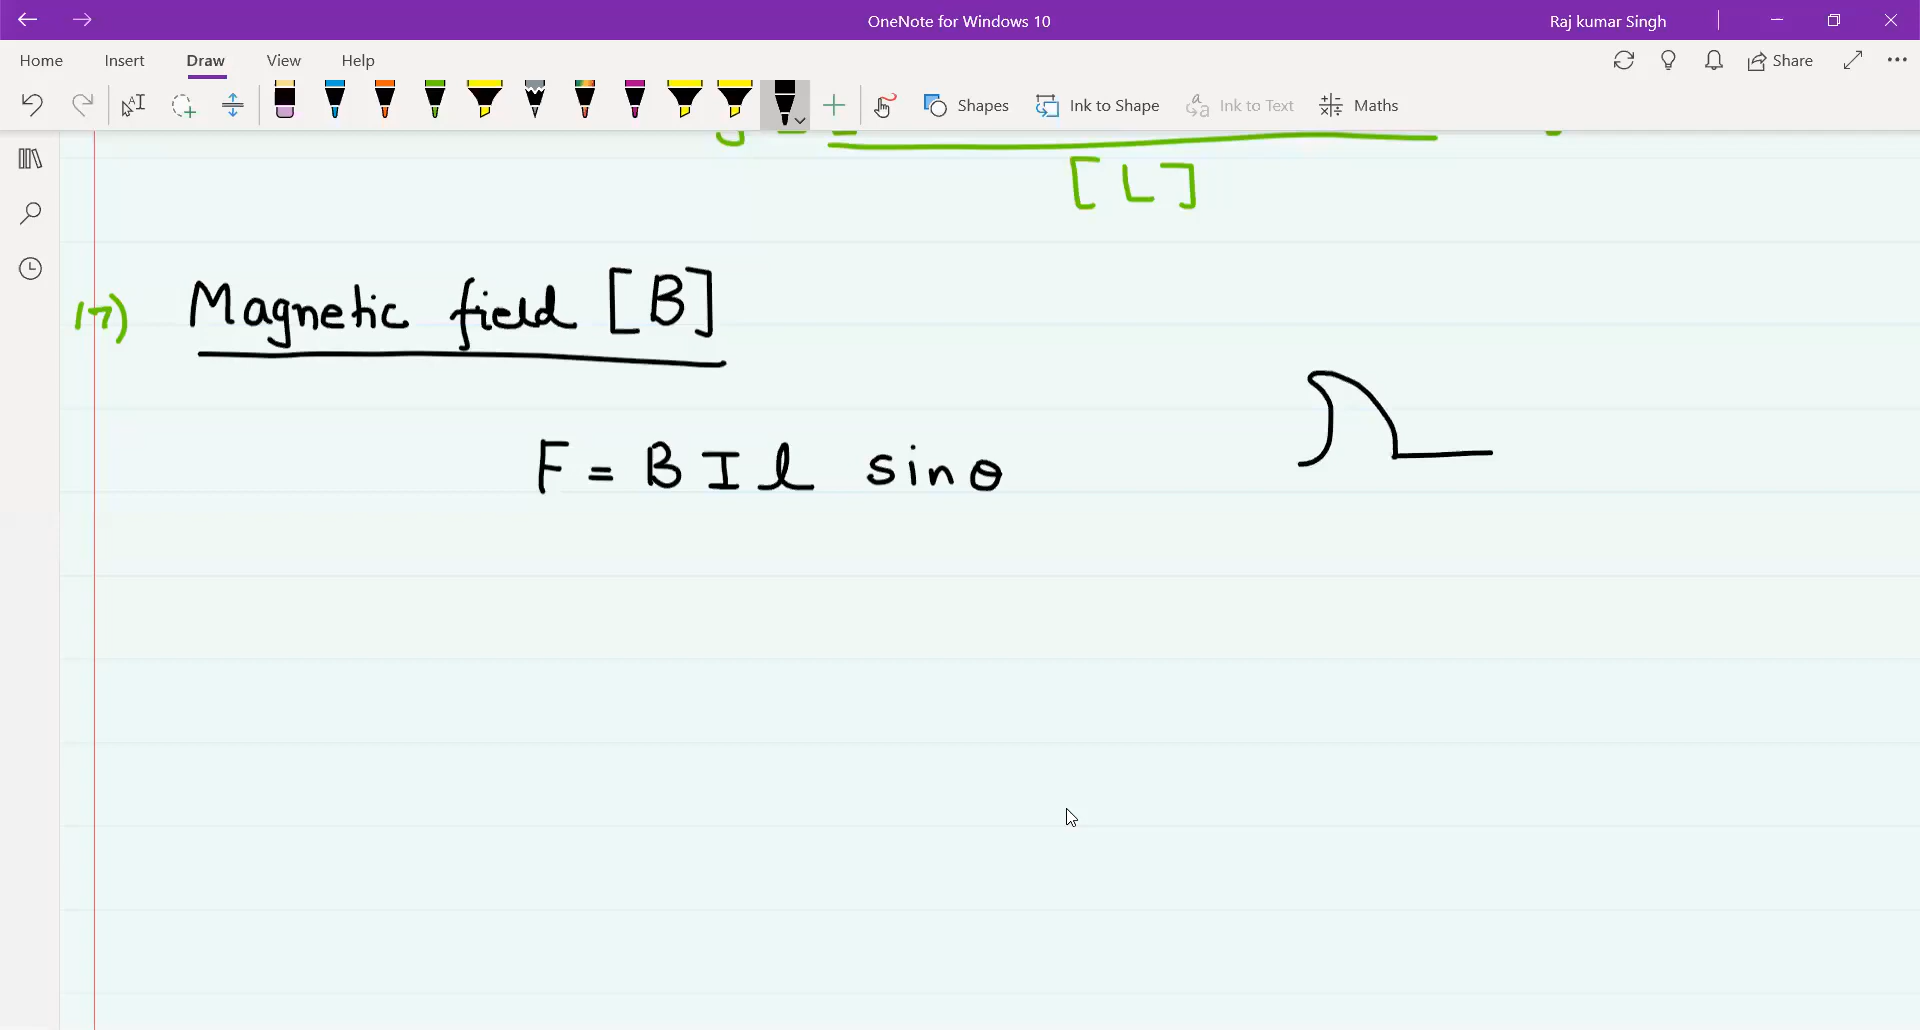 OneNote for Windows 10
Raj kumar Singh
Home Insert Draw View Help
Share
Shapes Ink to Shape Ink to Text Maths
[L]
17) Magnetic field [B]
F = B I l sinθ